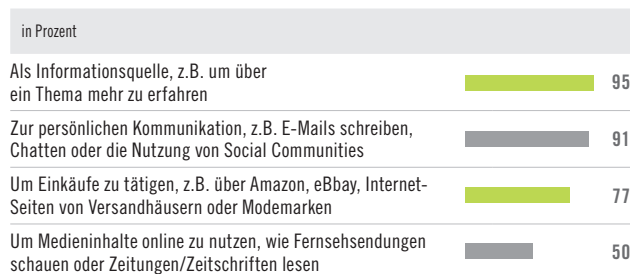 in Prozent
Als Informationsquelle, z.B. um über
ein Thema mehr zu erfahren
95
Zur persönlichen Kommunikation, z.B. E-Mails schreiben,
Chatten oder die Nutzung von Social Communities
91
Um Einkäufe zu tätigen, z.B. über Amazon, eBbay, Internet-
Seiten von Versandhäusern oder Modemarken
77
Um Medieninhalte online zu nutzen, wie Fernsehsendungen
schauen oder Zeitungen/Zeitschriften lesen
50